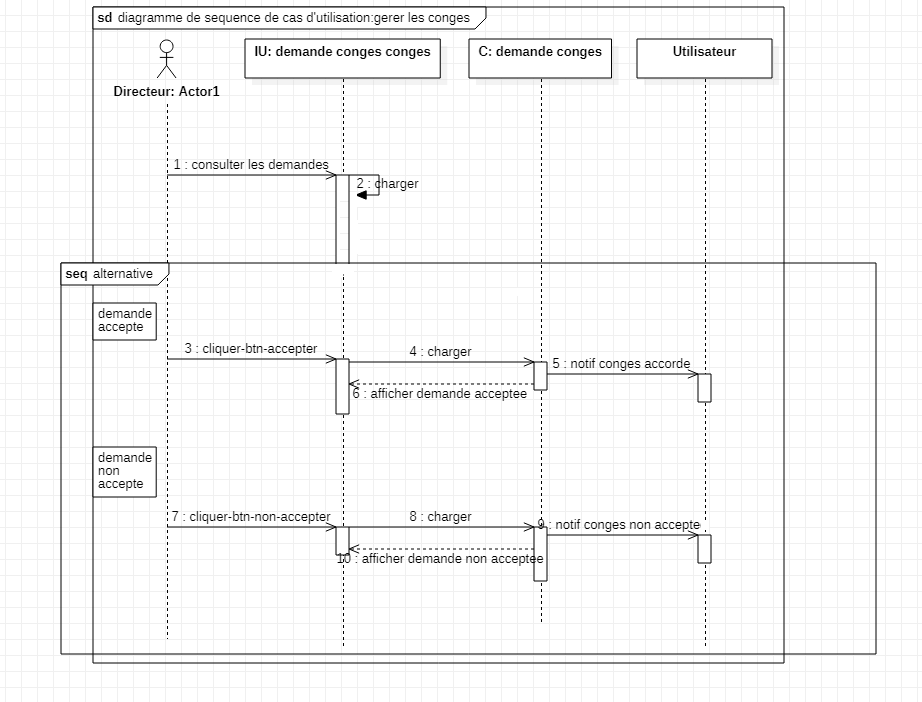 sd diagramme de sequence de cas d'utilisation:gerer les conges
IU: demande conges conges
C: demande conges
Utilisateur
Directeur: Actor1
1 : consulter les demandes
2 : charger
seq alternative
demande
accepte
3 : cliquer-btn-accepter
4 : charger
5 : notif conges accorde
6 : afficher demande acceptee
demande
non
accepte
7 : cliquer-btn-non-accepter
8 : charger
9 : notif conges non accepte
10 : afficher demande non acceptee